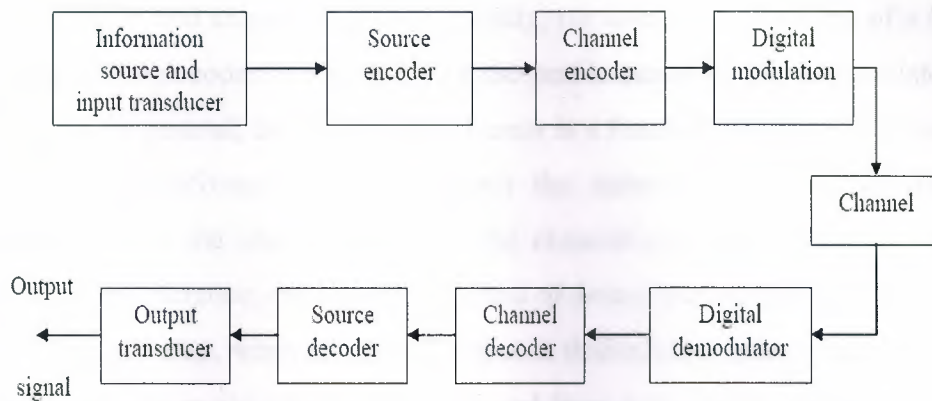 Information
source and
input transducer
Source
encoder
Channel
encoder
Digital
modulation
Channel
Output
signal
Output
transducer
Source
decoder
Channel
decoder
Digital
demodulator